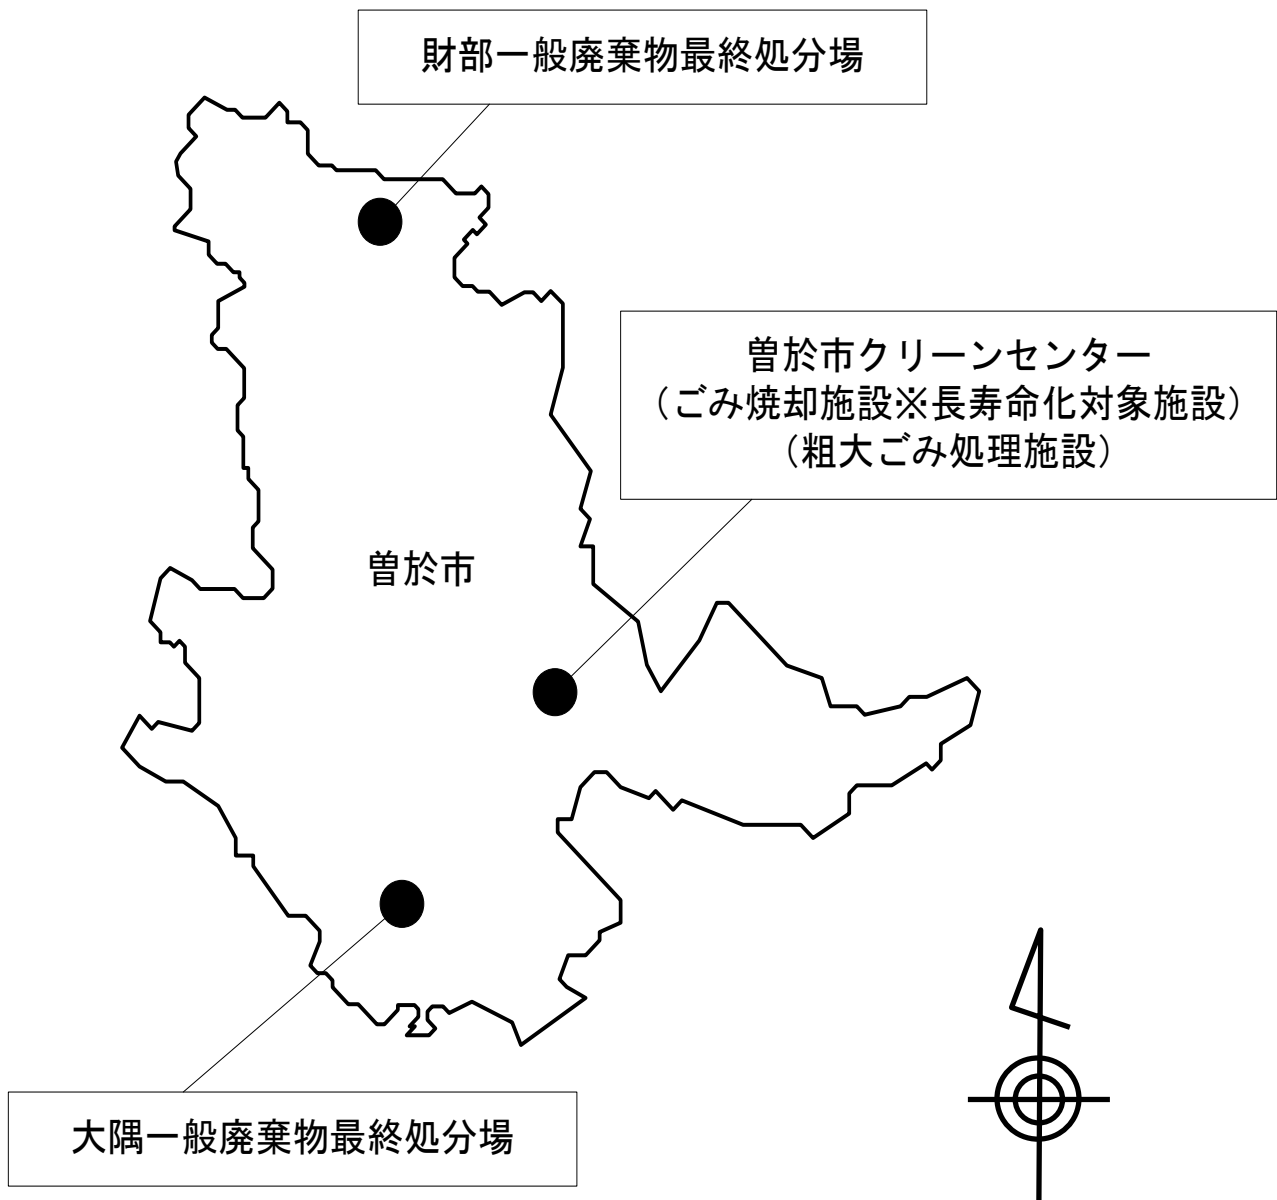 財部一般廃棄物最終処分場
曽於市クリーンセンター
（ごみ焼却施設※長寿命化対象施設）
（粗大ごみ処理施設）
曽於市
大隅一般廃棄物最終処分場